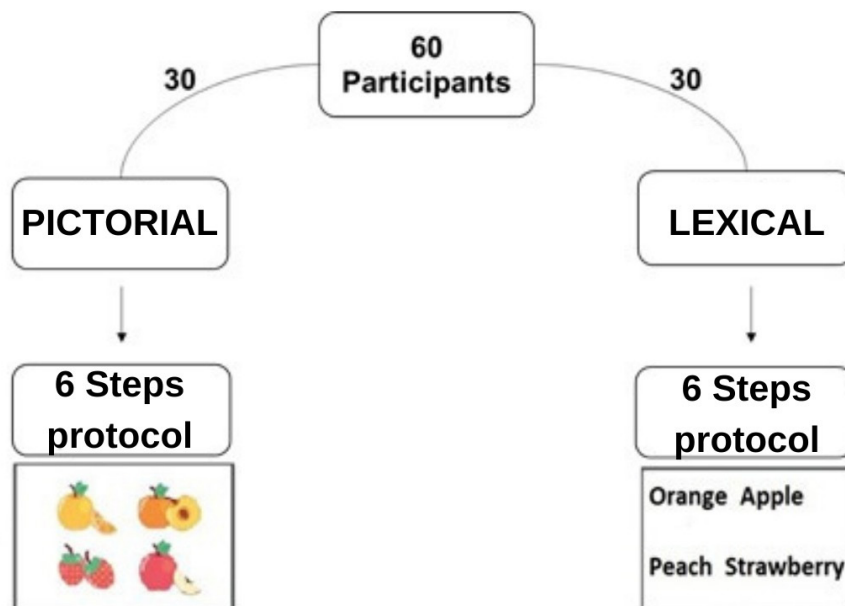 60
Participants
30
30
PICTORIAL
LEXICAL
6 Steps
protocol
6 Steps
protocol
Orange Apple
Peach Strawberry